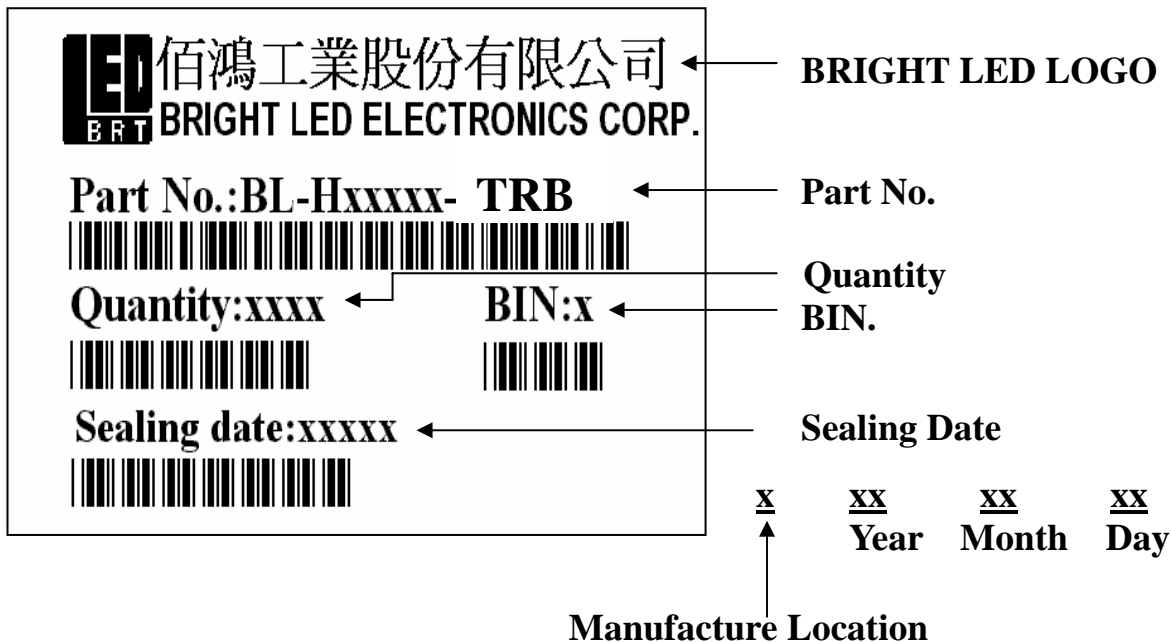 LED 佰鴻工業股份有限公司 BRIGHT LED LOGO
BRT BRIGHT LED ELECTRONICS CORP.
Part No.:BL-Hxxxxx- TRB Part No.
Quantity
Quantity:xxxx BIN:x BIN.
Sealing date:xxxxx Sealing Date
x xx xx xx
Year Month Day
Manufacture Location